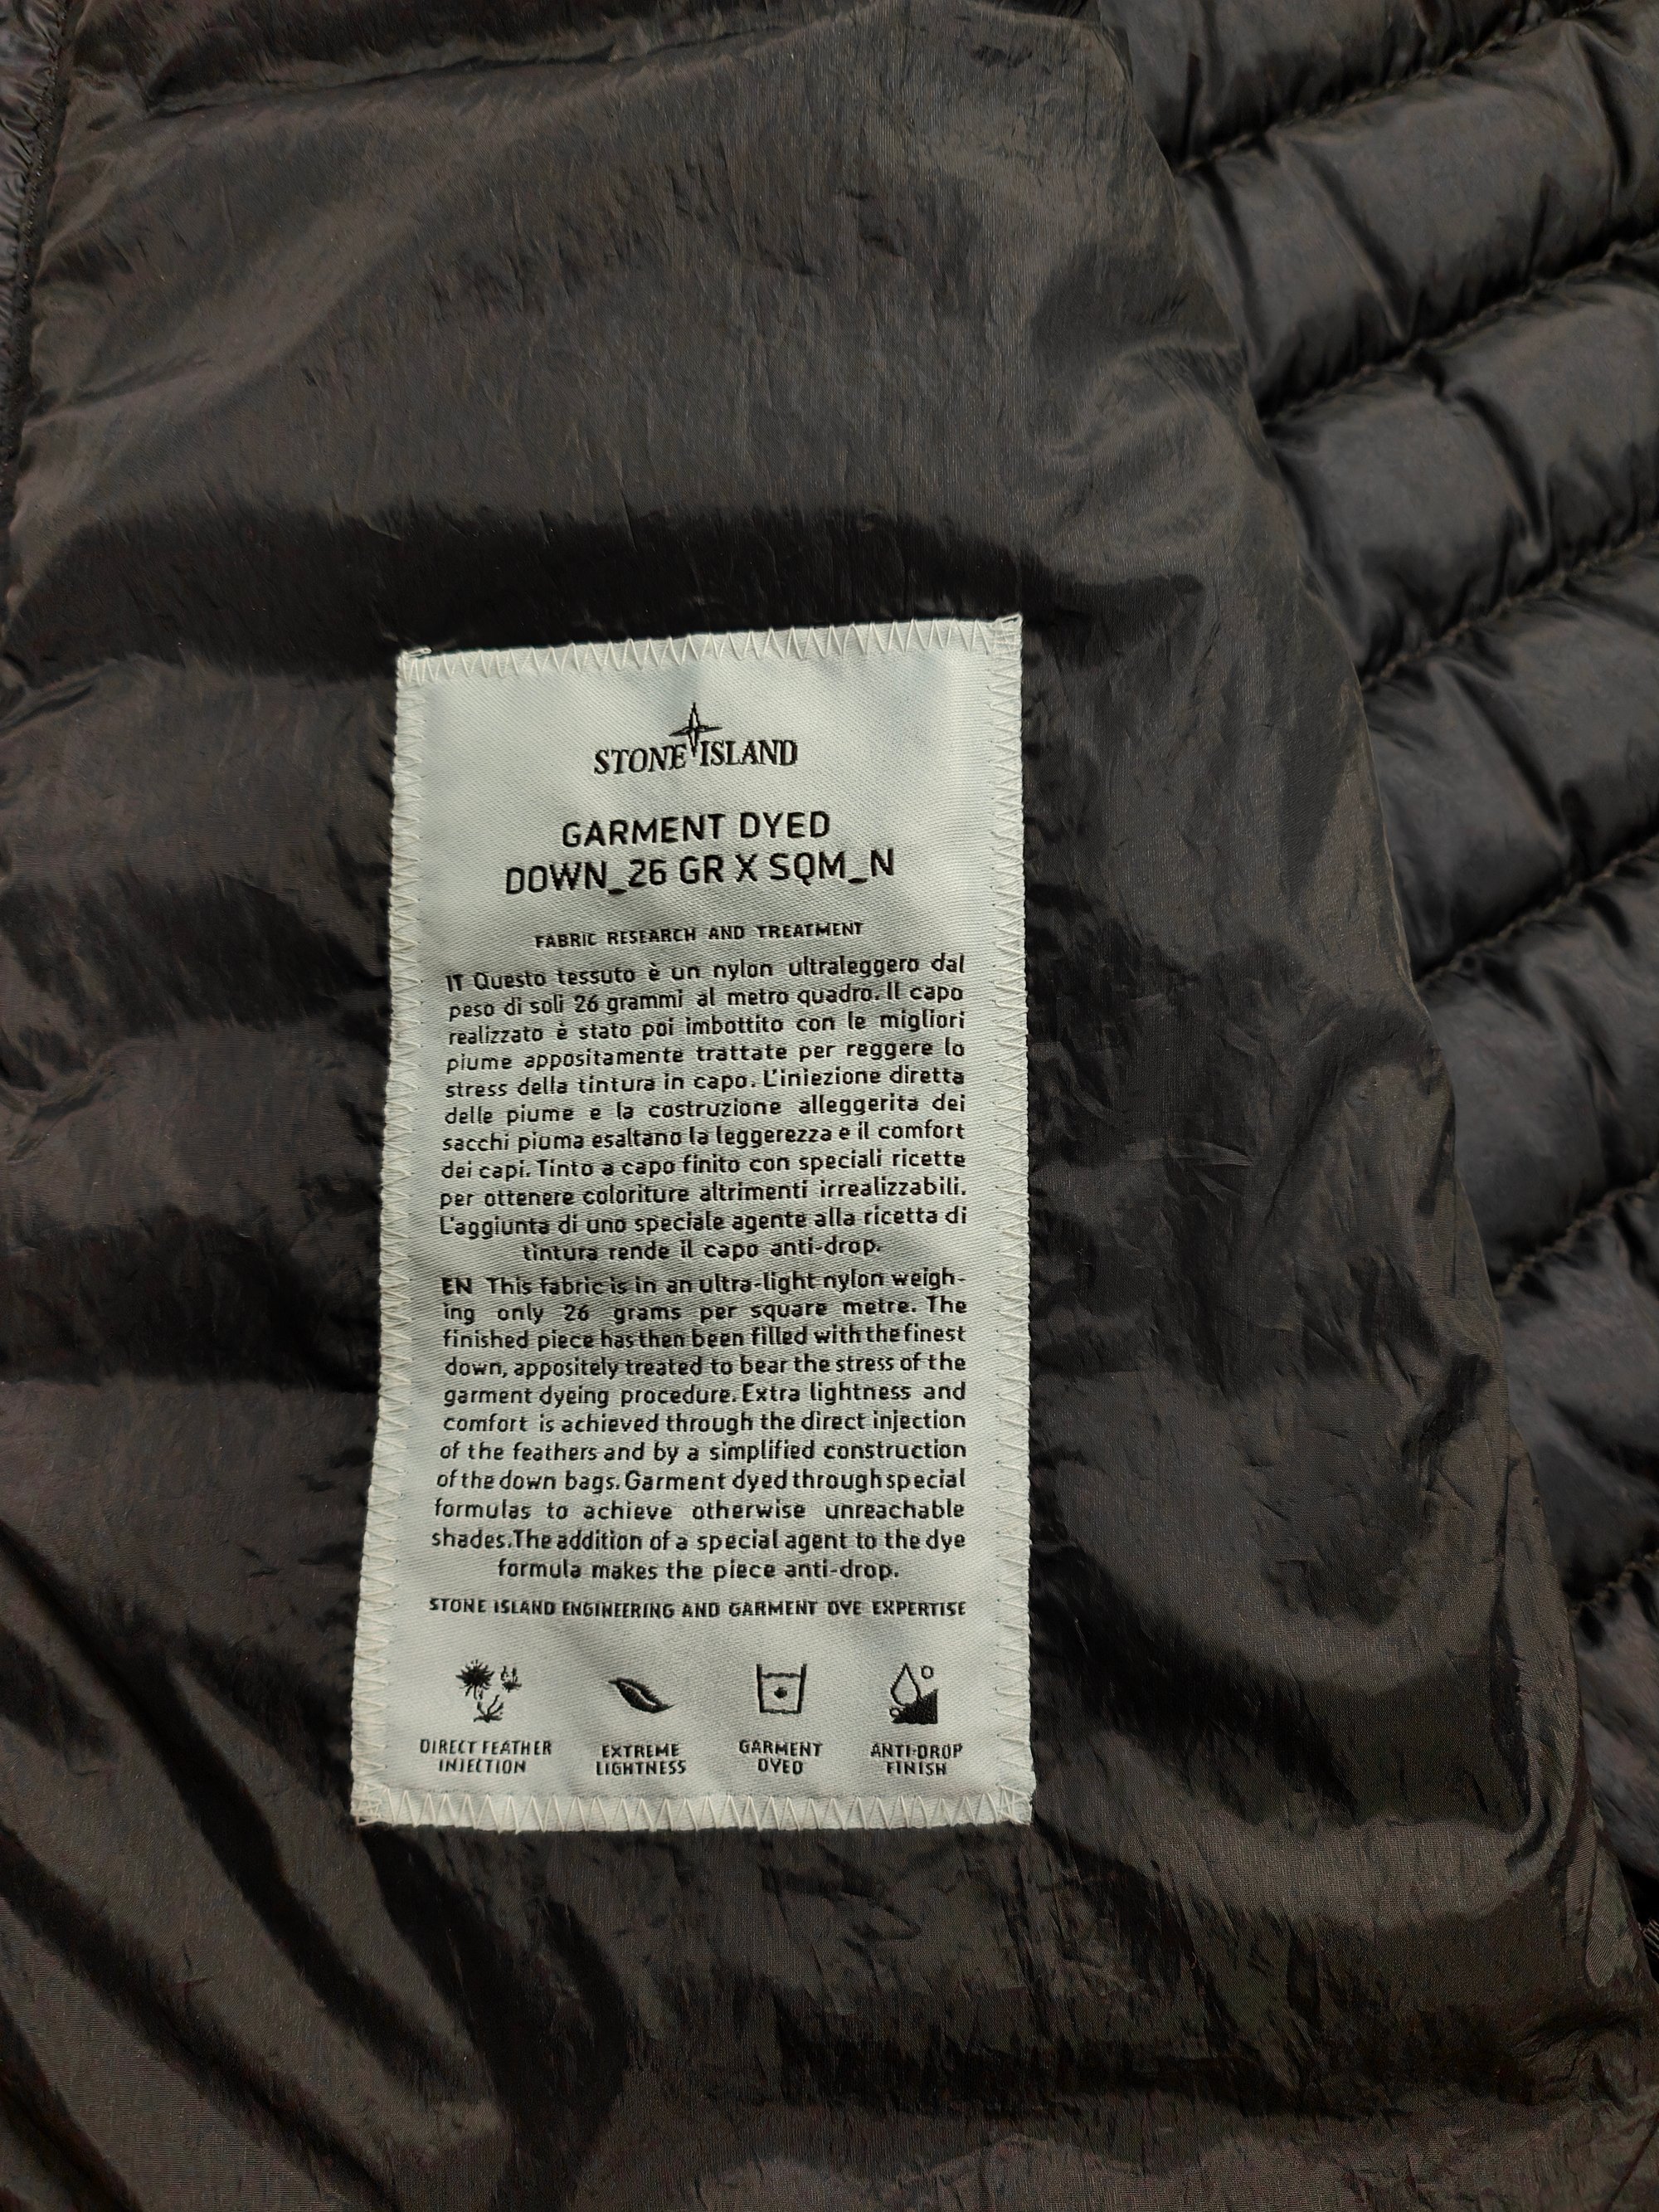 STONE ISLAND
GARMENT DYED
DOWN_26 GR X SQM_N
FABRIC RESEARCH AND TREATMENT
IT Questo tessuto è un nylon ultraleggero dal
peso di soli 26 grammi al metro quadro. Il capo
realizzato è stato poi imbottito con le migliori
piume appositamente trattate per reggere lo
stress della tintura in capo. L'iniezione diretta
delle piume e la costruzione alleggerita dei
sacchi piuma esaltano la leggerezza e il comfort
dei capi. Tinto a capo finito con speciali ricette
per ottenere coloriture altrimenti irrealizzabili.
L'aggiunta di uno speciale agente alla ricetta di
tintura rende il capo anti-drop.
EN This fabric is in an ultra-light nylon weigh-
ing only 26 grams per square metre. The
finished piece has then been filled with the finest
down, appositely treated to bear the stress of the
garment dyeing procedure. Extra lightness and
comfort is achieved through the direct injection
of the feathers and by a simplified construction
of the down bags. Garment dyed through special
formulas to achieve otherwise unreachable
shades. The addition of a special agent to the dye
formula makes the piece anti-drop.
STONE ISLAND ENGINEERING AND GARMENT DYE EXPERTISE
DIRECT FEATHER INJECTION
EXTREME LIGHTNESS
GARMENT DYED
ANTI-DROP FINISH